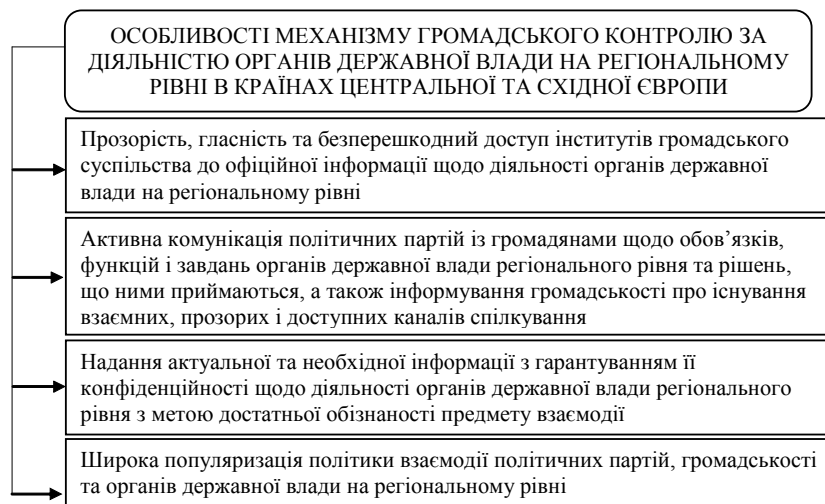 ОСОБЛИВОСТІ МЕХАНІЗМУ ГРОМАДСЬКОГО КОНТРОЛЮ ЗА
ДІЯЛЬНІСТЮ ОРГАНІВ ДЕРЖАВНОЇ ВЛАДИ НА РЕГІОНАЛЬНОМУ
РІВНІ В КРАЇНАХ ЦЕНТРАЛЬНОЇ ТА СХІДНОЇ ЄВРОПИ
Прозорість, гласність та безперешкодний доступ інститутів громадського
суспільства до офіційної інформації щодо діяльності органів державної
влади на регіональному рівні
Активна комунікація політичних партій із громадянами щодо обов’язків,
функцій і завдань органів державної влади регіонального рівня та рішень,
що ними приймаються, а також інформування громадськості про існування
взаємних, прозорих і доступних каналів спілкування
Надання актуальної та необхідної інформації з гарантуванням її
конфіденційності щодо діяльності органів державної влади регіонального
рівня з метою достатньої обізнаності предмету взаємодії
Широка популяризація політики взаємодії політичних партій, громадськості
та органів державної влади на регіональному рівні